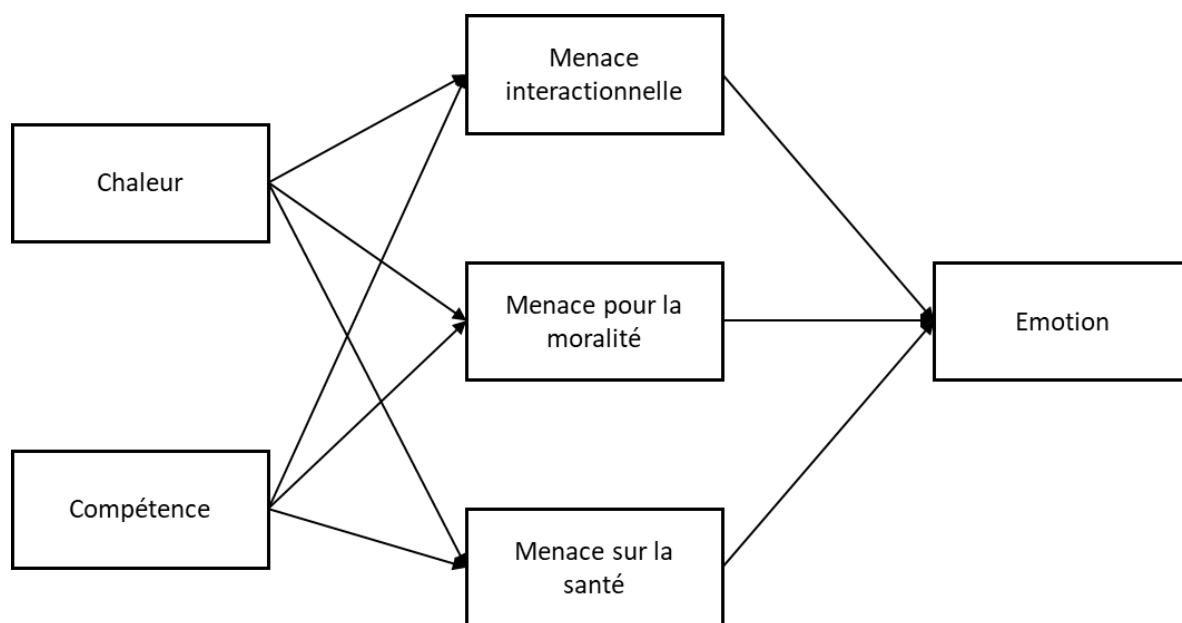 Menace
interactionnelle
Chaleur
Menace pour la
moralité
Emotion
Compétence
Menace sur la
santé